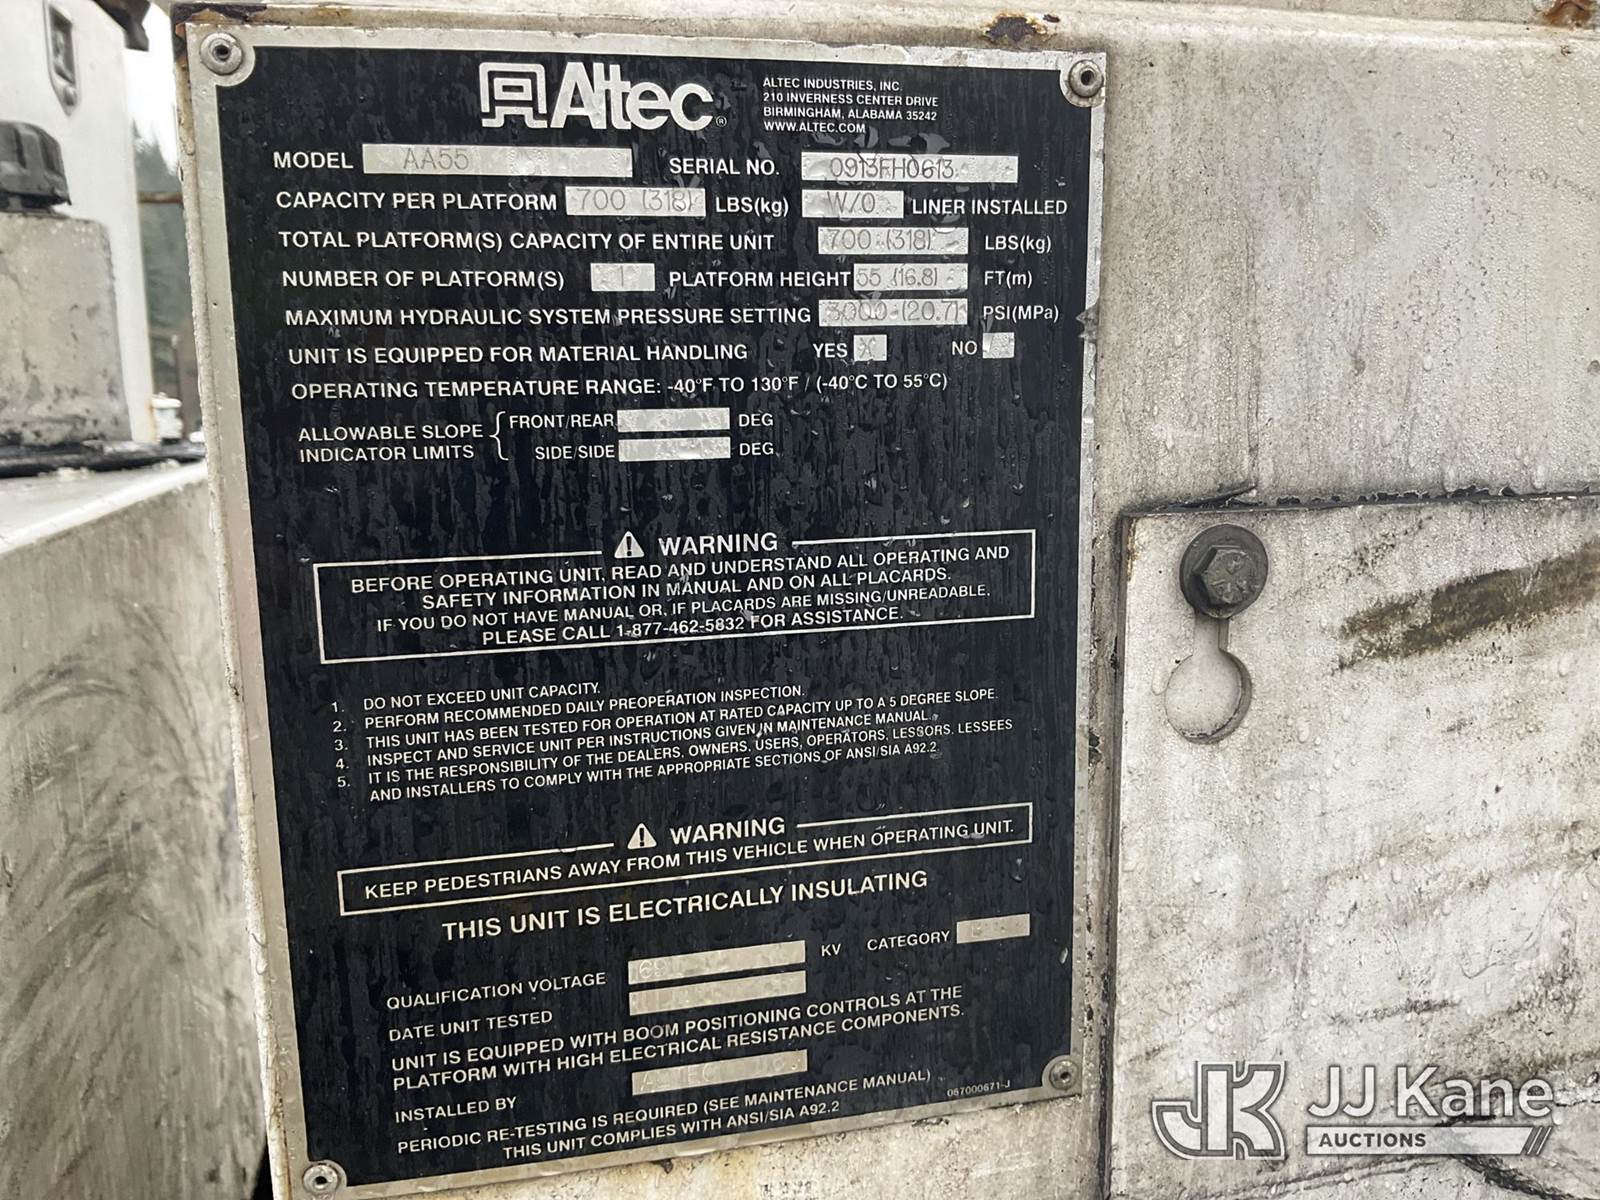 Altec®
ALTEC INDUSTRIES, INC.
210 INVERNESS CENTER DRIVE
BIRMINGHAM, ALABAMA 35242
WWW.ALTEC.COM
MODEL AA55 SERIAL NO. 0913FH0613
CAPACITY PER PLATFORM 700 (318) LBS(kg) W/O LINER INSTALLED
TOTAL PLATFORM(S) CAPACITY OF ENTIRE UNIT 700 (318) LBS(kg)
NUMBER OF PLATFORM(S) 1 PLATFORM HEIGHT 55 (16.8) FT(m)
MAXIMUM HYDRAULIC SYSTEM PRESSURE SETTING 3000 (20.7) PSI(MPa)
UNIT IS EQUIPPED FOR MATERIAL HANDLING YES X NO
OPERATING TEMPERATURE RANGE: -40°F TO 130°F / (-40°C TO 55°C)
ALLOWABLE SLOPE INDICATOR LIMITS
FRONT/REAR DEG
SIDE/SIDE DEG
WARNING
BEFORE OPERATING UNIT, READ AND UNDERSTAND ALL OPERATING AND
SAFETY INFORMATION IN MANUAL AND ON ALL PLACARDS.
IF YOU DO NOT HAVE MANUAL OR, IF PLACARDS ARE MISSING/UNREADABLE,
PLEASE CALL 1-877-462-5832 FOR ASSISTANCE.
1. DO NOT EXCEED UNIT CAPACITY.
2. PERFORM RECOMMENDED DAILY PREOPERATION INSPECTION.
3. THIS UNIT HAS BEEN TESTED FOR OPERATION AT RATED CAPACITY UP TO A 5 DEGREE SLOPE.
4. INSPECT AND SERVICE UNIT PER INSTRUCTIONS GIVEN IN MAINTENANCE MANUAL.
5. IT IS THE RESPONSIBILITY OF THE DEALERS, OWNERS, USERS, OPERATORS, LESSORS, LESSEES
AND INSTALLERS TO COMPLY WITH THE APPROPRIATE SECTIONS OF ANSI/SIA A92.2
WARNING
KEEP PEDESTRIANS AWAY FROM THIS VEHICLE WHEN OPERATING UNIT.
THIS UNIT IS ELECTRICALLY INSULATING
QUALIFICATION VOLTAGE KV CATEGORY
DATE UNIT TESTED
UNIT IS EQUIPPED WITH BOOM POSITIONING CONTROLS AT THE
PLATFORM WITH HIGH ELECTRICAL RESISTANCE COMPONENTS.
INSTALLED BY ALTEC
PERIODIC RE-TESTING IS REQUIRED (SEE MAINTENANCE MANUAL)
THIS UNIT COMPLIES WITH ANSI/SIA A92.2
067000671-J
JK JJ Kane
AUCTIONS